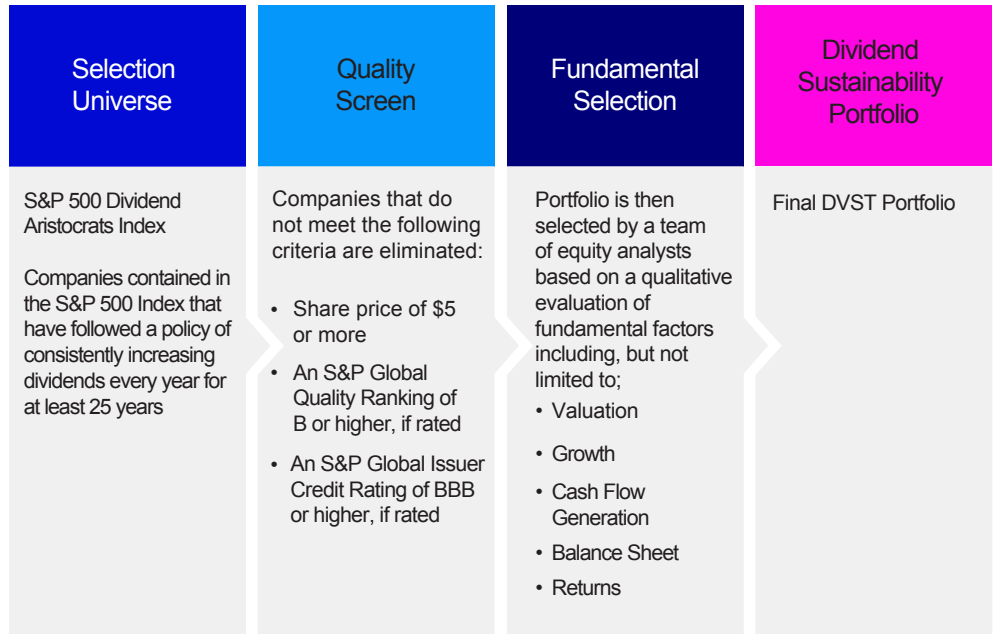 Selection
Universe
S&P 500 Dividend
Aristocrats Index
Companies contained in
the S&P 500 Index that
have followed a policy of
consistently increasing
dividends every year for
at least 25 years
Quality
Screen
Companies that do
not meet the following
criteria are eliminated:
• Share price of $5
or more
• An S&P Global
Quality Ranking of
B or higher, if rated
• An S&P Global Issuer
Credit Rating of BBB
or higher, if rated
Fundamental
Selection
Portfolio is then
selected by a team
of equity analysts
based on a qualitative
evaluation of
fundamental factors
including, but not
limited to;
• Valuation
• Growth
• Cash Flow
Generation
• Balance Sheet
• Returns
Dividend
Sustainability
Portfolio
Final DVST Portfolio